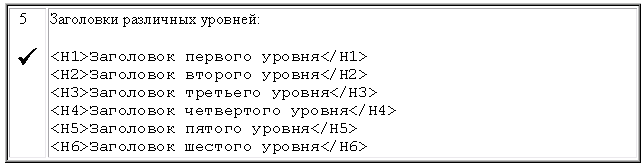 5 Заголовки различных уровней:
<H1>Заголовок первого уровня</H1>
<H2>Заголовок второго уровня</H2>
<H3>Заголовок третьего уровня</H3>
<H4>Заголовок четвертого уровня</H4>
<H5>Заголовок пятого уровня</H5>
<H6>Заголовок шестого уровня</H6>